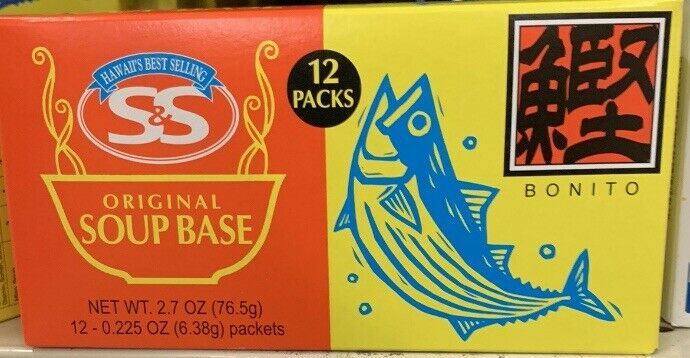 HAWAII'S BEST SELLING
S&S
ORIGINAL
SOUP BASE
NET WT. 2.7 OZ (76.5g)
12 - 0.225 OZ (6.38g) packets
12
PACKS
鰹
BONITO